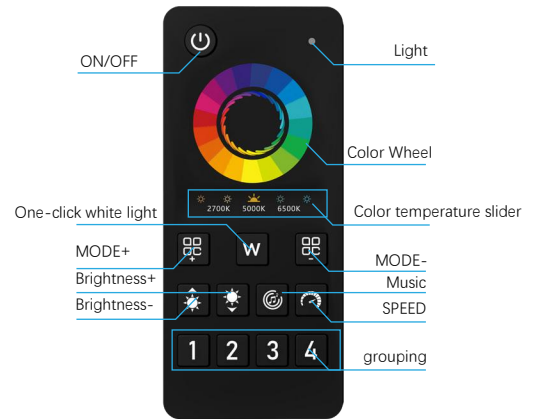 ON/OFF
Light
Color Wheel
2700K 5000K 6500K
One-click white light
Color temperature slider
W
MODE+
MODE-
Brightness+
Music
Brightness-
SPEED
1 2 3 4
grouping